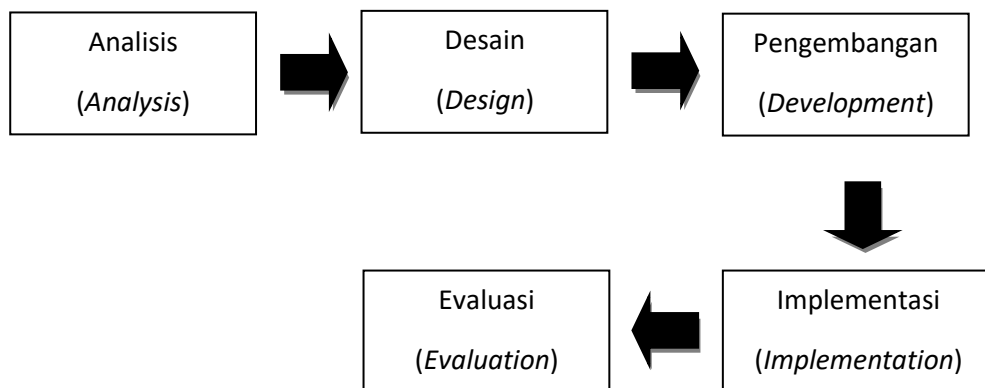 Analisis
(Analysis)
Desain
(Design)
Pengembangan
(Development)
Implementasi
(Implementation)
Evaluasi
(Evaluation)